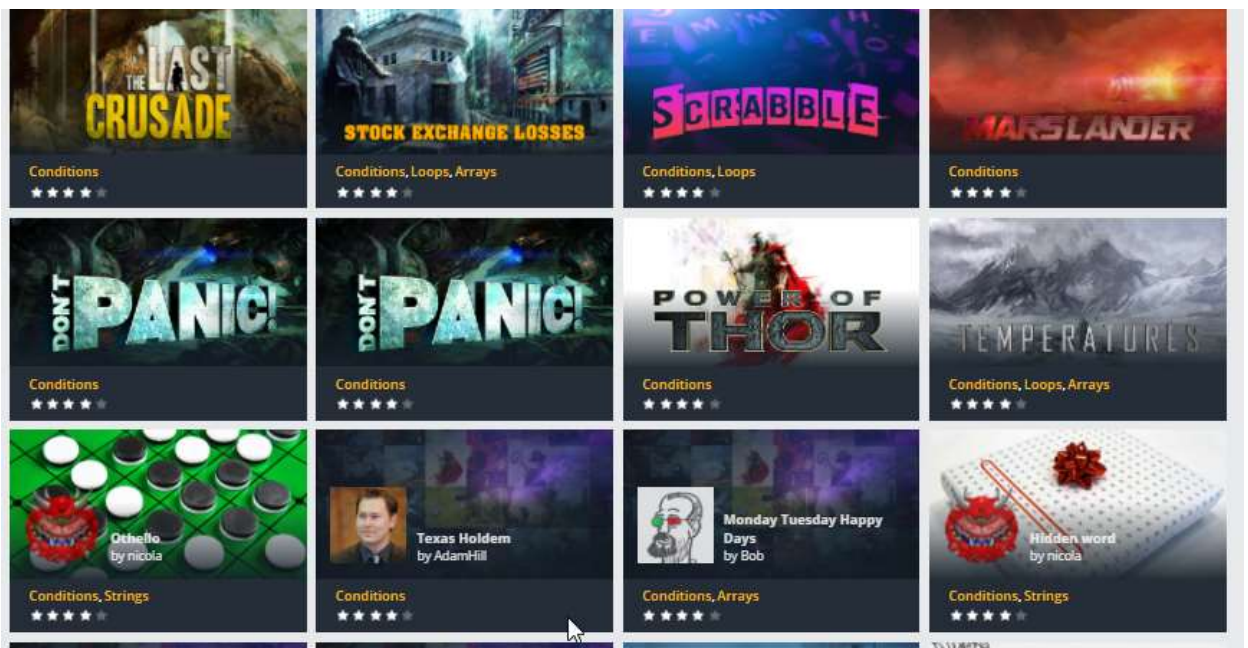 THE LAST
CRUSADE
STOCK EXCHANGE LOSSES
SCRABBLE
MARS LANDER
Conditions
Conditions, Loops, Arrays
Conditions, Loops
Conditions
DON'T
PANIC!
DON'T
PANIC!
POWER OF
THOR
TEMPERATURES
Conditions
Conditions
Conditions
Conditions, Loops, Arrays
Othello
by nicola
Texas Holdem
by AdamHill
Monday Tuesday Happy
Days
by Bob
Hidden word
by nicola
Conditions, Strings
Conditions
Conditions, Arrays
Conditions, Strings